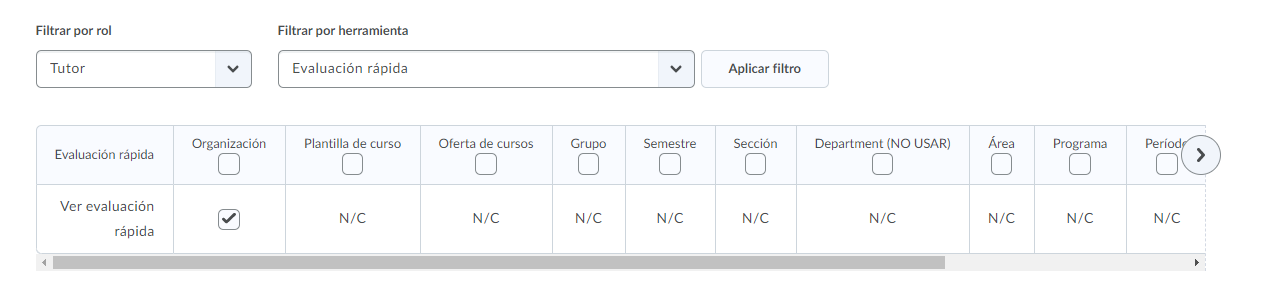 Filtrar por rol
Filtrar por herramienta
Tutor
Evaluación rápida
Aplicar filtro
Evaluación rápida
Organización
Plantilla de curso
Oferta de cursos
Grupo
Semestre
Sección
Department (NO USAR)
Área
Programa
Períod
Ver evaluación
rápida
N/C
N/C
N/C
N/C
N/C
N/C
N/C
N/C
N/C